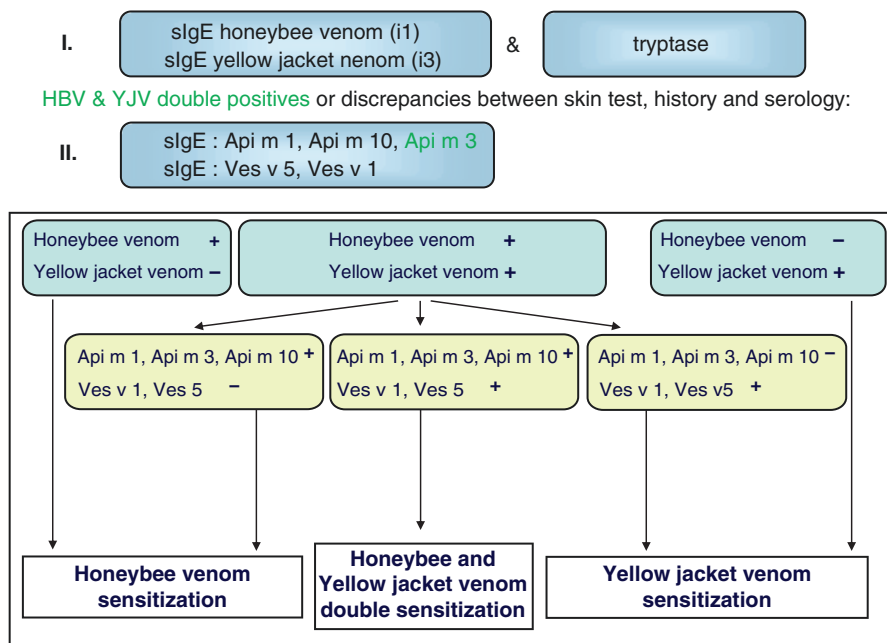 I.
sIgE honeybee venom (i1)
sIgE yellow jacket nenom (i3)
&
tryptase
HBV & YJV double positives or discrepancies between skin test, history and serology:
II.
sIgE : Api m 1, Api m 10, Api m 3
sIgE : Ves v 5, Ves v 1
Honeybee venom +
Yellow jacket venom –
Honeybee venom +
Yellow jacket venom +
Honeybee venom –
Yellow jacket venom +
Api m 1, Api m 3, Api m 10 +
Ves v 1, Ves 5 –
Api m 1, Api m 3, Api m 10 +
Ves v 1, Ves 5 +
Api m 1, Api m 3, Api m 10 –
Ves v 1, Ves v5 +
Honeybee venom
sensitization
Honeybee and
Yellow jacket venom
double sensitization
Yellow jacket venom
sensitization